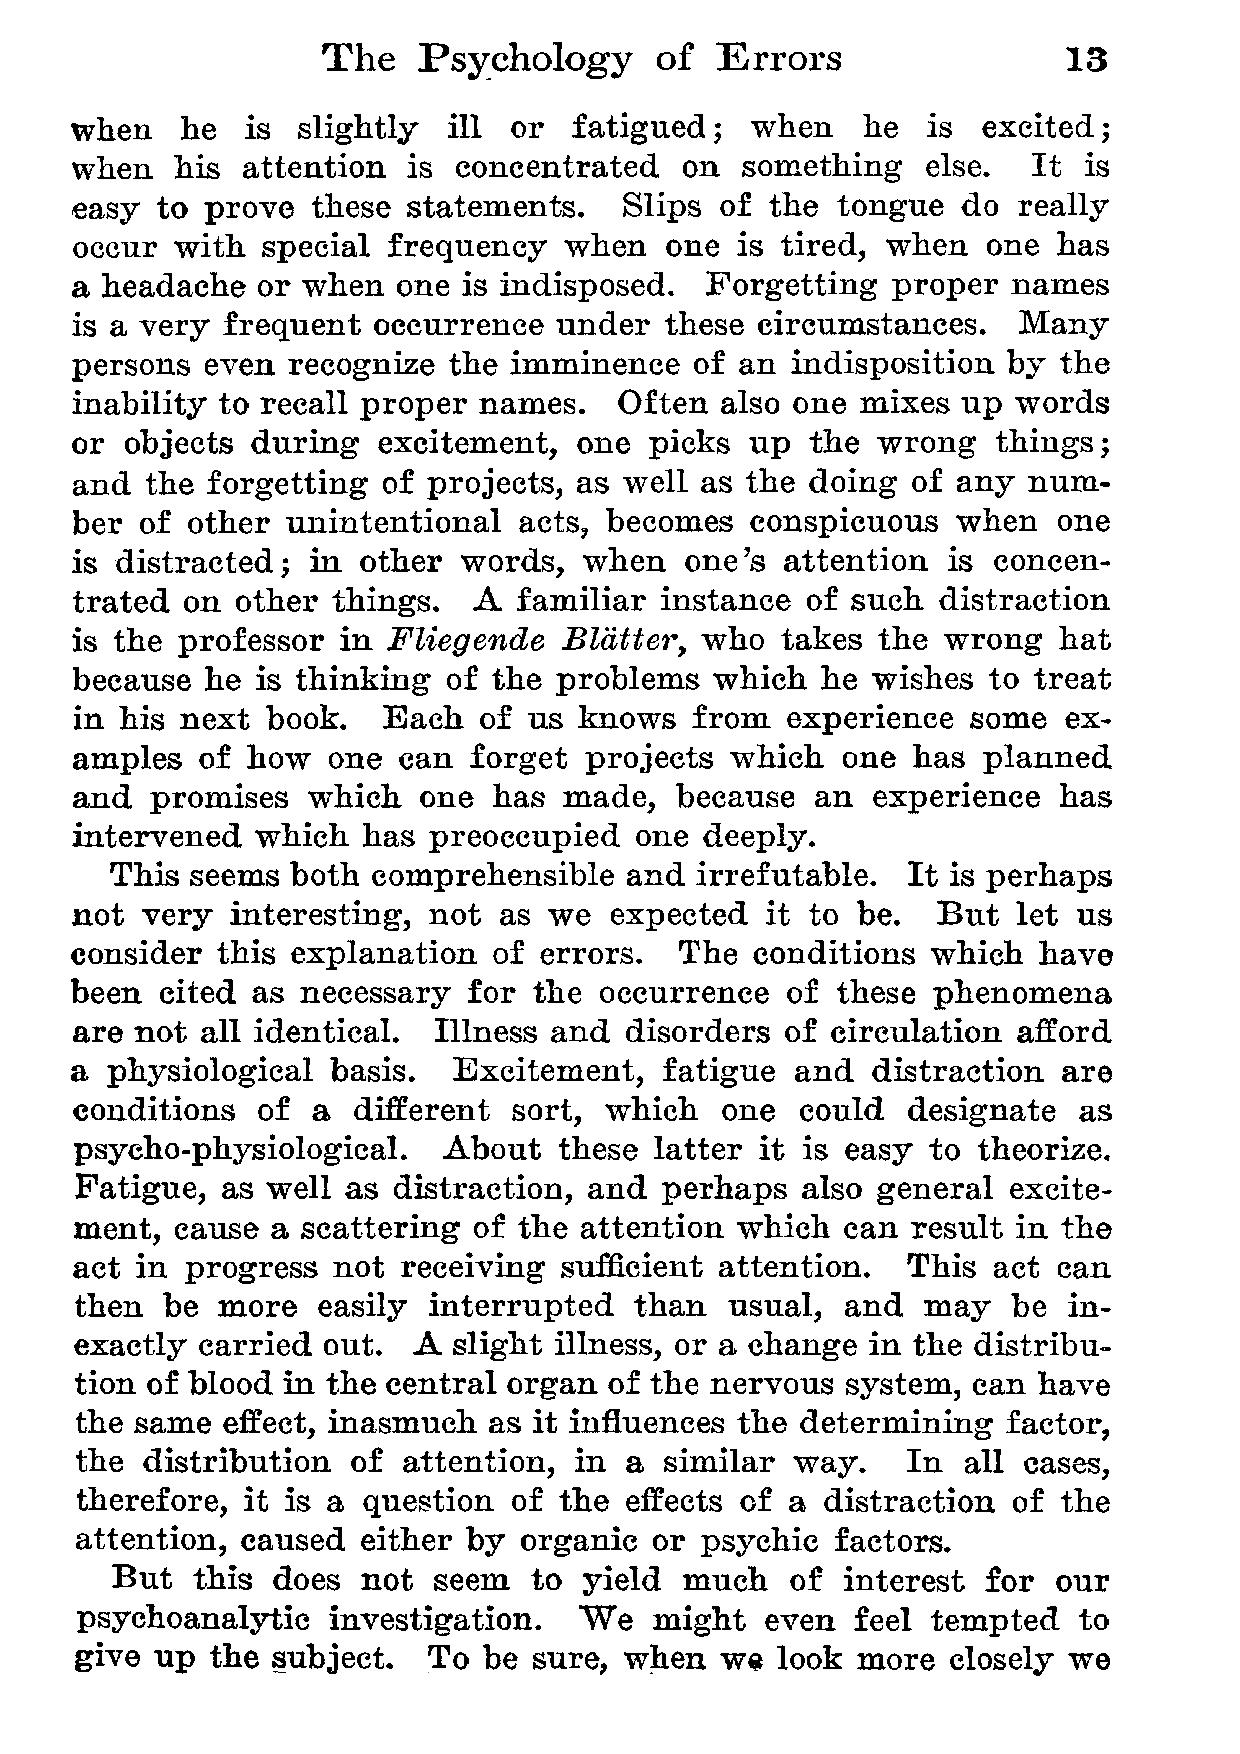 The Psychology of Errors 13
when he is slightly ill or fatigued; when he is excited;
when his attention is concentrated on something else. It is
easy to prove these statements. Slips of the tongue do really
occur with special frequency when one is tired, when one has
a headache or when one is indisposed. Forgetting proper names
is a very frequent occurrence under these circumstances. Many
persons even recognize the imminence of an indisposition by the
inability to recall proper names. Often also one mixes up words
or objects during excitement, one picks up the wrong things;
and the forgetting of projects, as well as the doing of any num-
ber of other unintentional acts, becomes conspicuous when one
is distracted; in other words, when one's attention is concen-
trated on other things. A familiar instance of such distraction
is the professor in Fliegende Blätter, who takes the wrong hat
because he is thinking of the problems which he wishes to treat
in his next book. Each of us knows from experience some ex-
amples of how one can forget projects which one has planned
and promises which one has made, because an experience has
intervened which has preoccupied one deeply.
This seems both comprehensible and irrefutable. It is perhaps
not very interesting, not as we expected it to be. But let us
consider this explanation of errors. The conditions which have
been cited as necessary for the occurrence of these phenomena
are not all identical. Illness and disorders of circulation afford
a physiological basis. Excitement, fatigue and distraction are
conditions of a different sort, which one could designate as
psycho-physiological. About these latter it is easy to theorize.
Fatigue, as well as distraction, and perhaps also general excite-
ment, cause a scattering of the attention which can result in the
act in progress not receiving sufficient attention. This act can
then be more easily interrupted than usual, and may be in-
exactly carried out. A slight illness, or a change in the distribu-
tion of blood in the central organ of the nervous system, can have
the same effect, inasmuch as it influences the determining factor,
the distribution of attention, in a similar way. In all cases,
therefore, it is a question of the effects of a distraction of the
attention, caused either by organic or psychic factors.
But this does not seem to yield much of interest for our
psychoanalytic investigation. We might even feel tempted to
give up the subject. To be sure, when we look more closely we